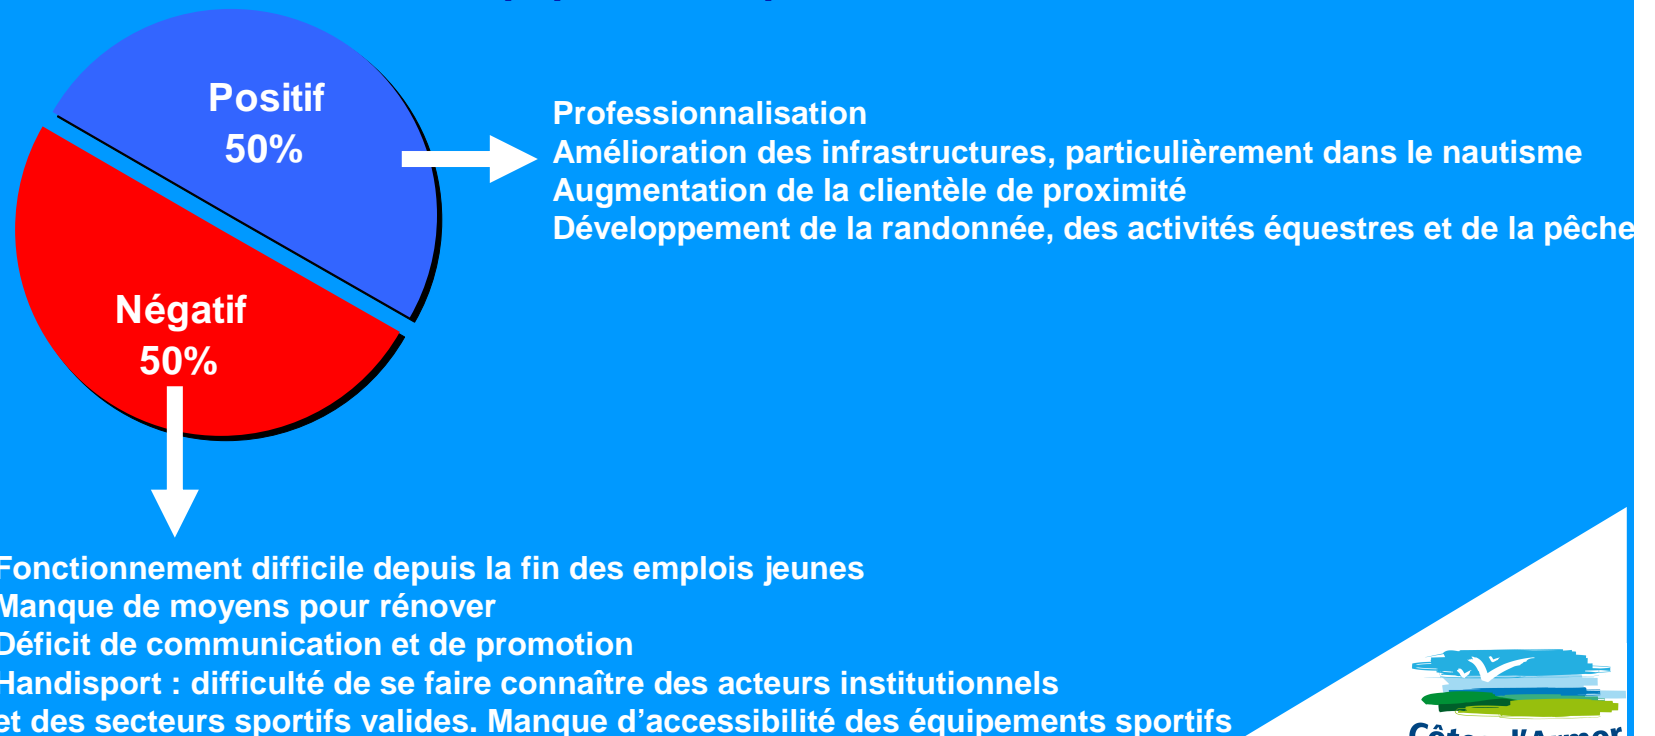 Positif
50%
Professionnalisation
Amélioration des infrastructures, particulièrement dans le nautisme
Augmentation de la clientèle de proximité
Développement de la randonnée, des activités équestres et de la pêche
Négatif
50%
Fonctionnement difficile depuis la fin des emplois jeunes
Manque de moyens pour rénover
Déficit de communication et de promotion
Handisport : difficulté de se faire connaître des acteurs institutionnels
et des secteurs sportifs valides. Manque d’accessibilité des équipements sportifs